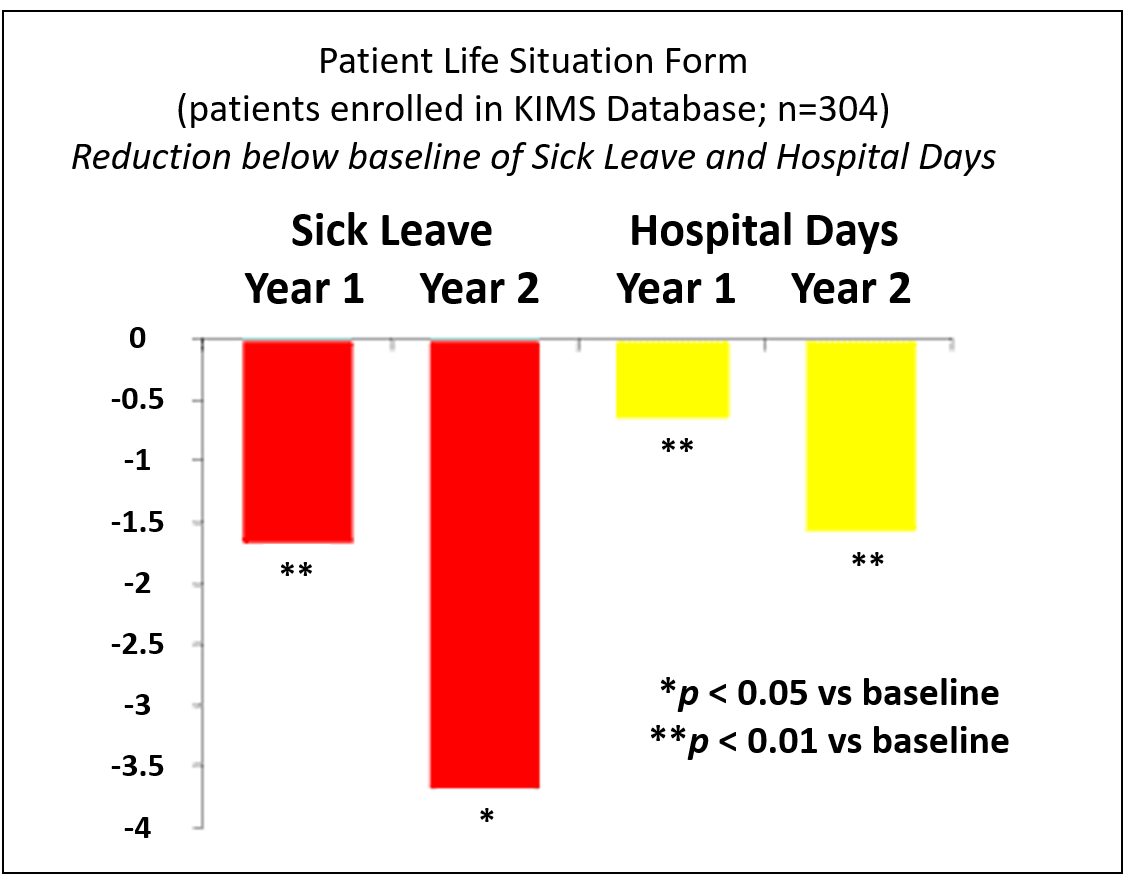 Patient Life Situation Form
(patients enrolled in KIMS Database; n=304)
Reduction below baseline of Sick Leave and Hospital Days
Sick Leave Hospital Days
Year 1 Year 2 Year 1 Year 2
0
-0.5
-1
**
-1.5
**
**
-2
-2.5
*p < 0.05 vs baseline
-3
**p < 0.01 vs baseline
-3.5
*
-4